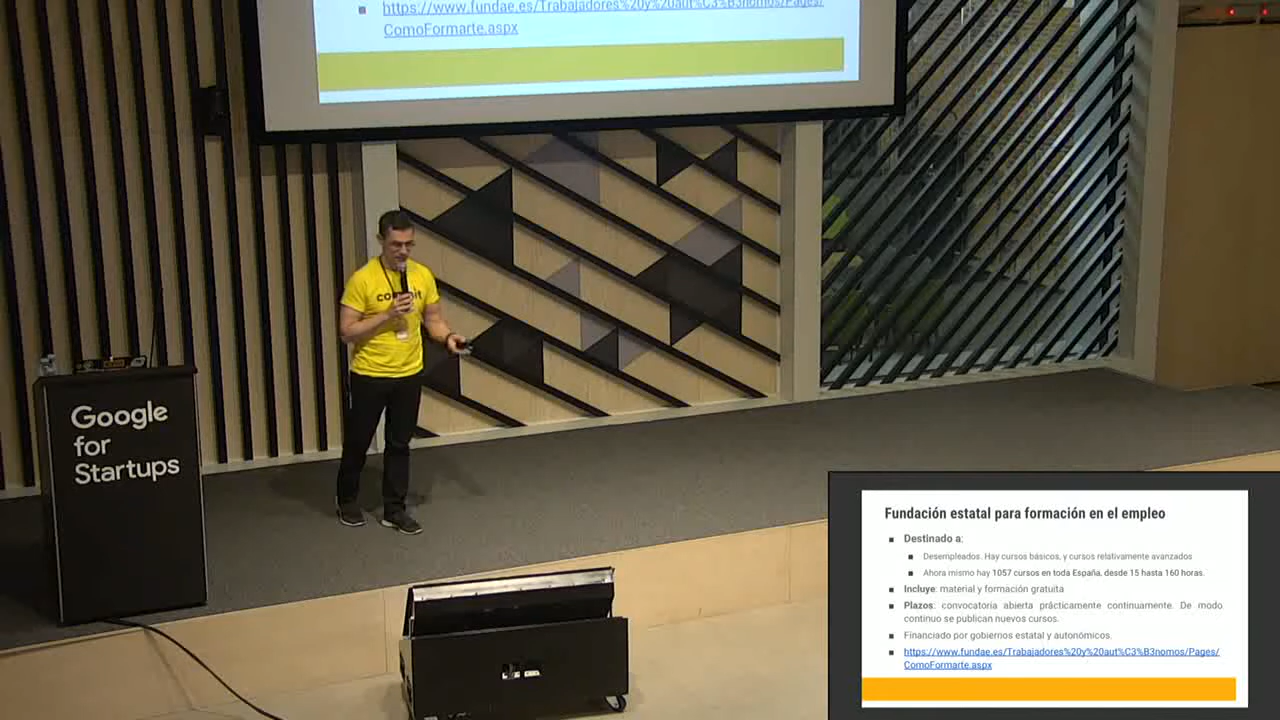 https://www.fundae.es/Trabajadores%20y%20aut%C3%B3nomos/Pages/
ComoFormarte.aspx
Google
for
Startups
Fundación estatal para formación en el empleo
Destinado a:
Desempleados. Hay cursos básicos, y cursos relativamente avanzados
Ahora mismo hay 1057 cursos en toda España, desde 15 hasta 160 horas.
Incluye: material y formación gratuita
Plazos: convocatoria abierta prácticamente continuamente. De modo
continuo se publican nuevos cursos.
Financiado por gobiernos estatal y autonómicos.
https://www.fundae.es/Trabajadores%20y%20aut%C3%B3nomos/Pages/
ComoFormarte.aspx